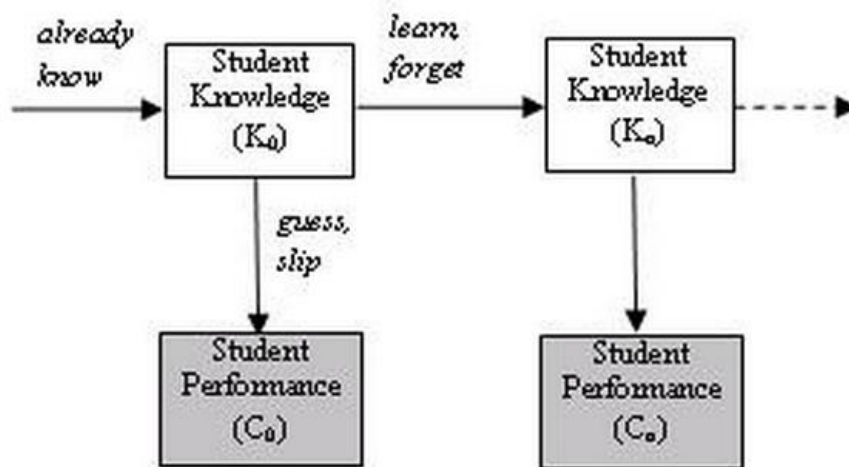 already
know
Student
Knowledge
(K₀)
learn,
forget
Student
Knowledge
(Kₙ)
guess,
slip
Student
Performance
(C₀)
Student
Performance
(Cₙ)